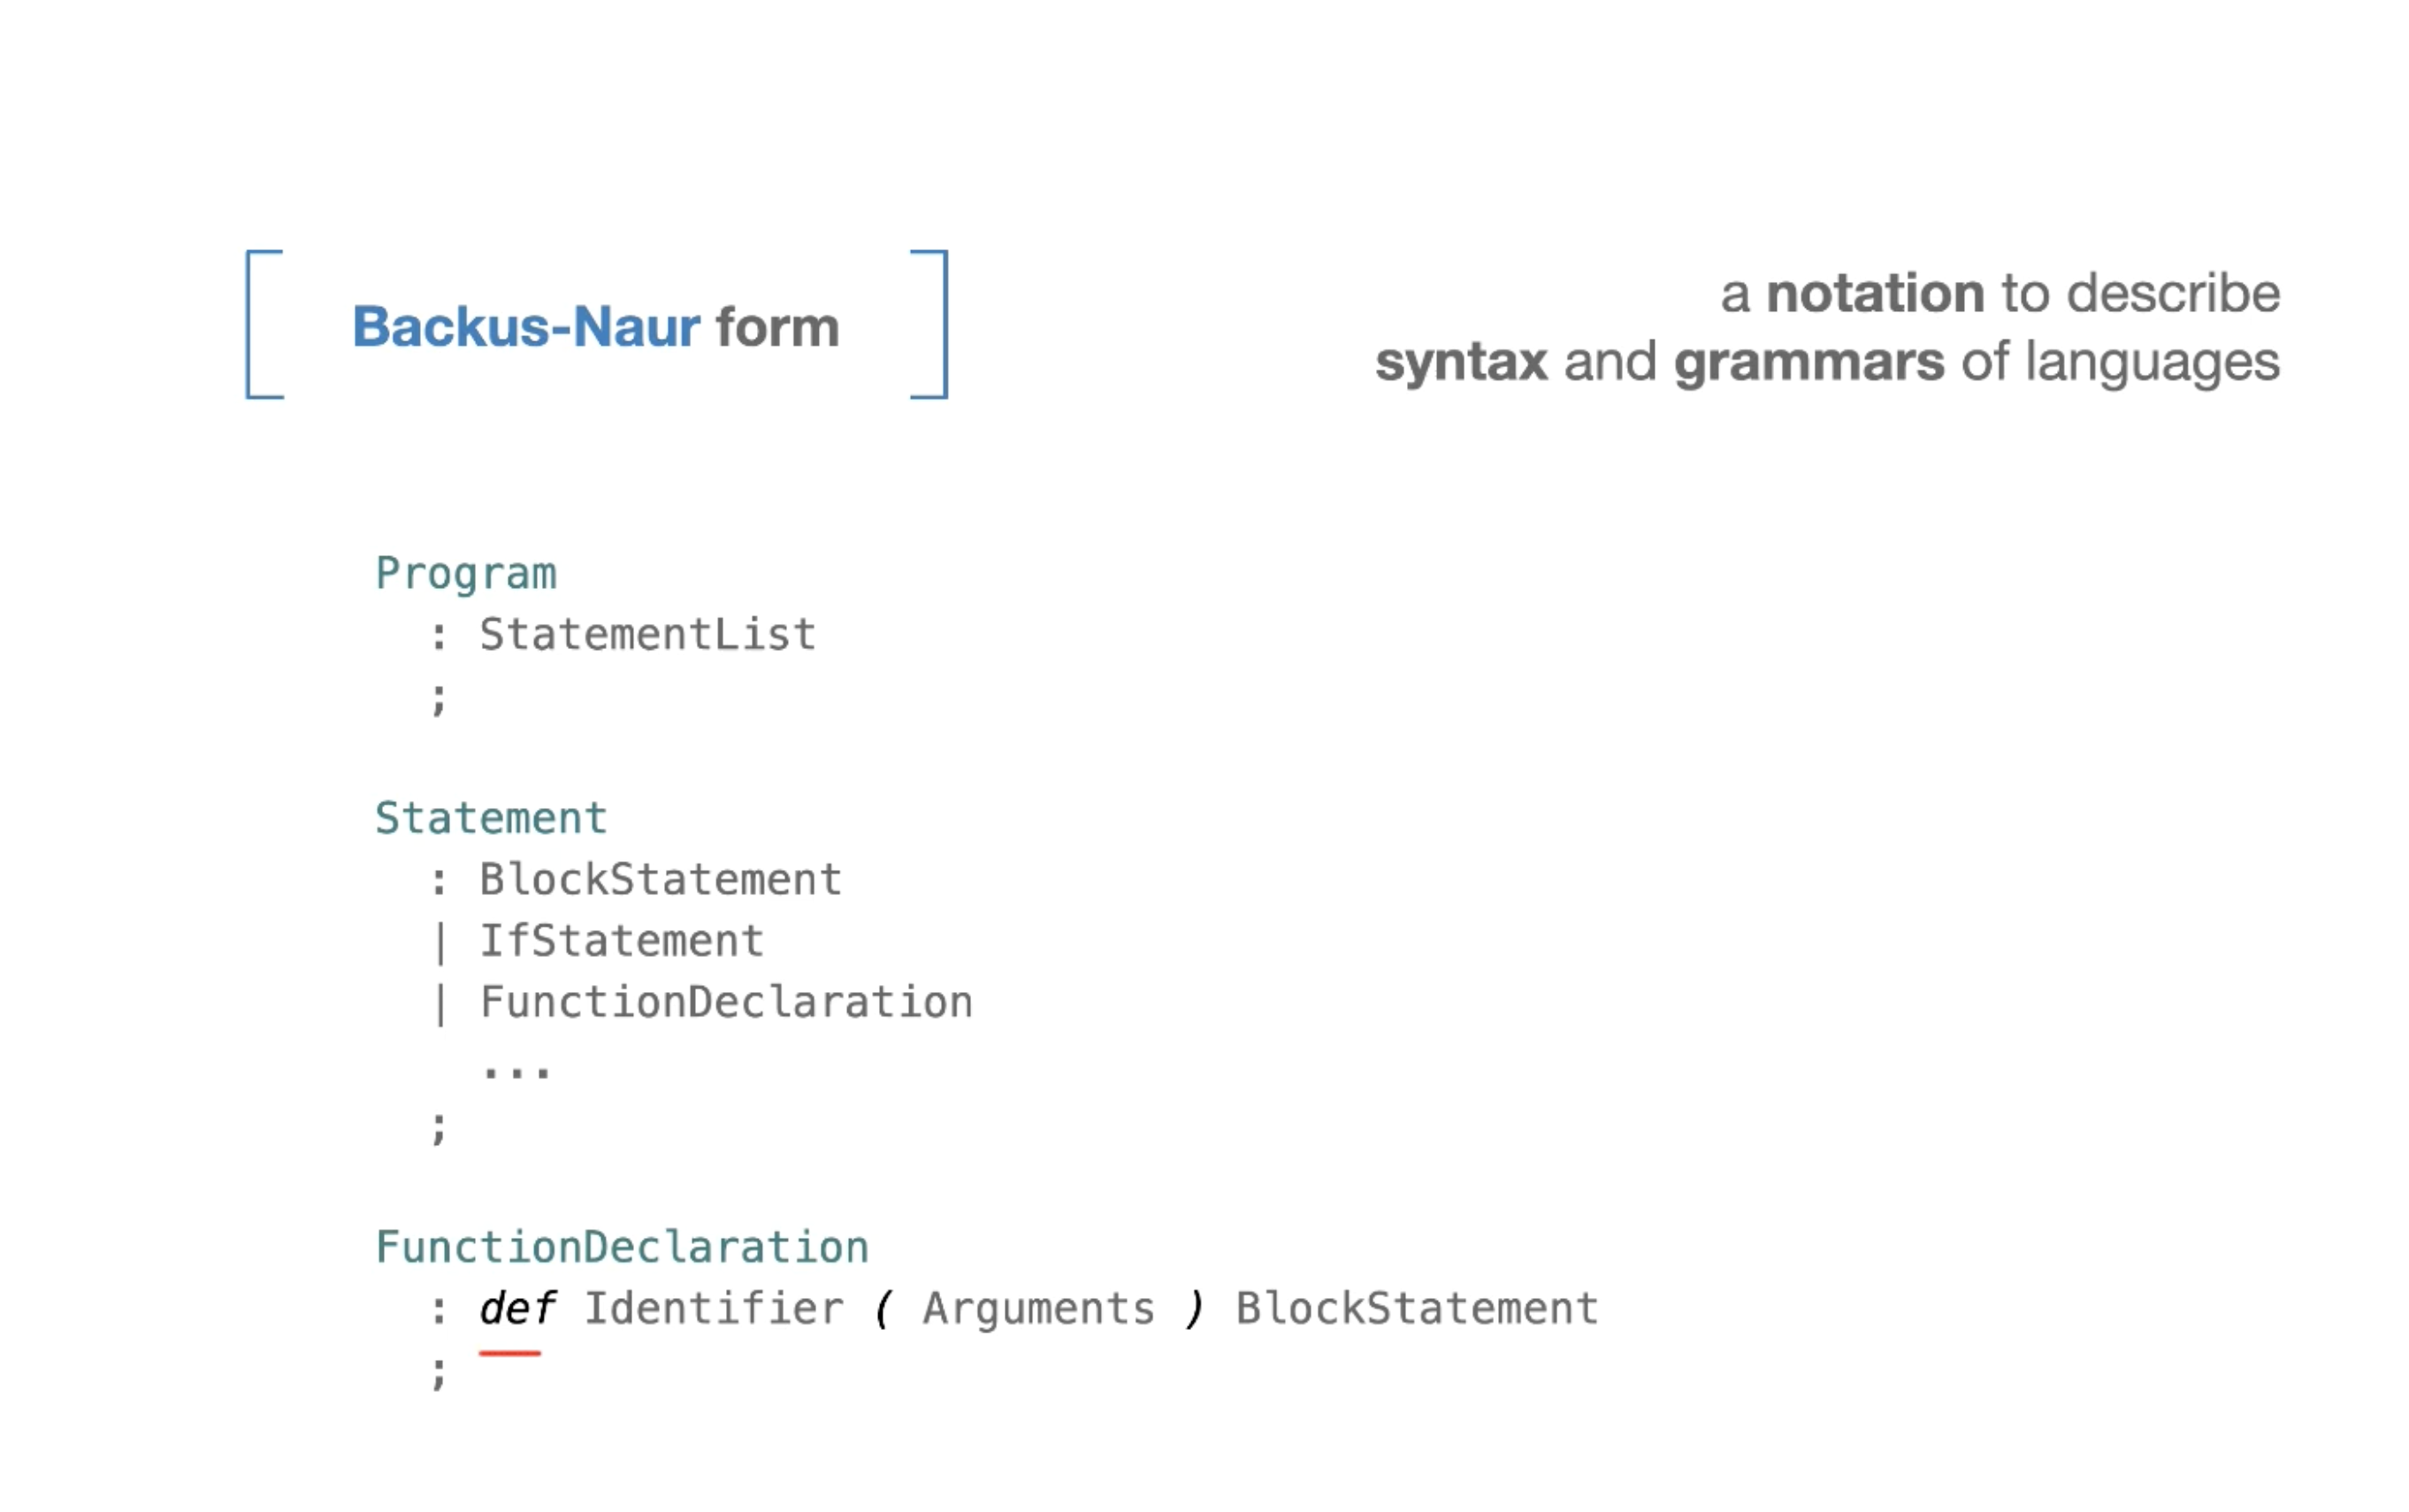 Backus-Naur form
a notation to describe
syntax and grammars of languages
Program
: StatementList
;
Statement
: BlockStatement
| IfStatement
| FunctionDeclaration
...
;
FunctionDeclaration
: def Identifier ( Arguments ) BlockStatement
;